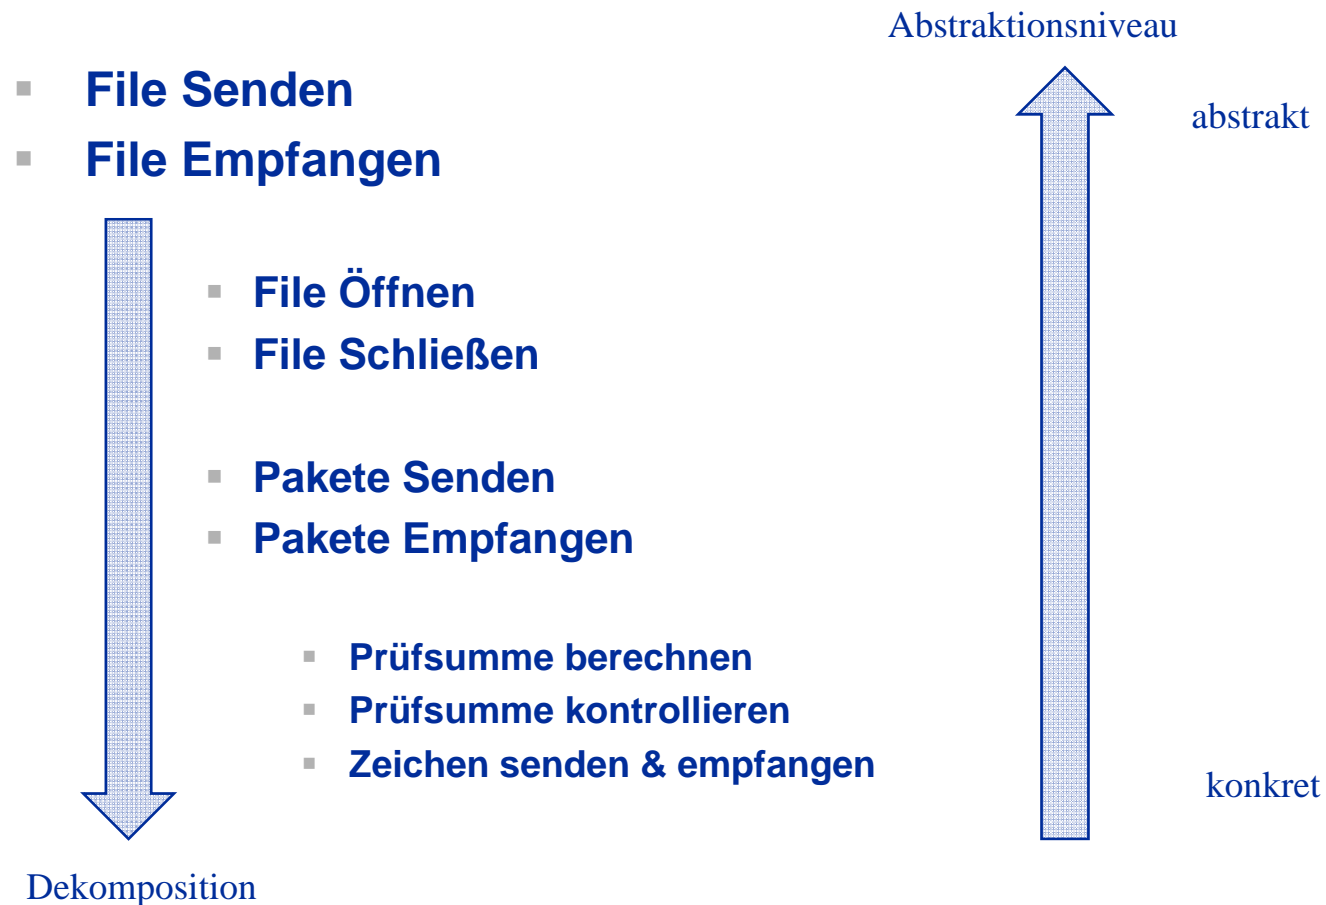 Abstraktionsniveau
File Senden
abstrakt
File Empfangen
File Öffnen
File Schließen
Pakete Senden
Pakete Empfangen
Prüfsumme berechnen
Prüfsumme kontrollieren
Zeichen senden & empfangen
konkret
Dekomposition